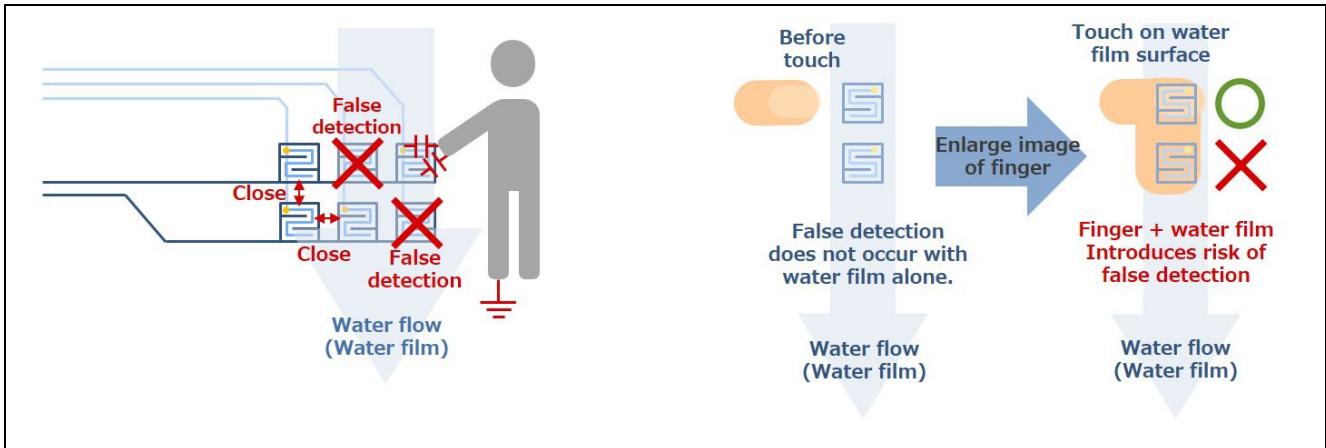 False
detection
Close
Close
False
detection
Water flow
(Water film)
Before
touch
False detection
does not occur with
water film alone.
Water flow
(Water film)
Enlarge image
of finger
Touch on water
film surface
Finger + water film
Introduces risk of
false detection
Water flow
(Water film)